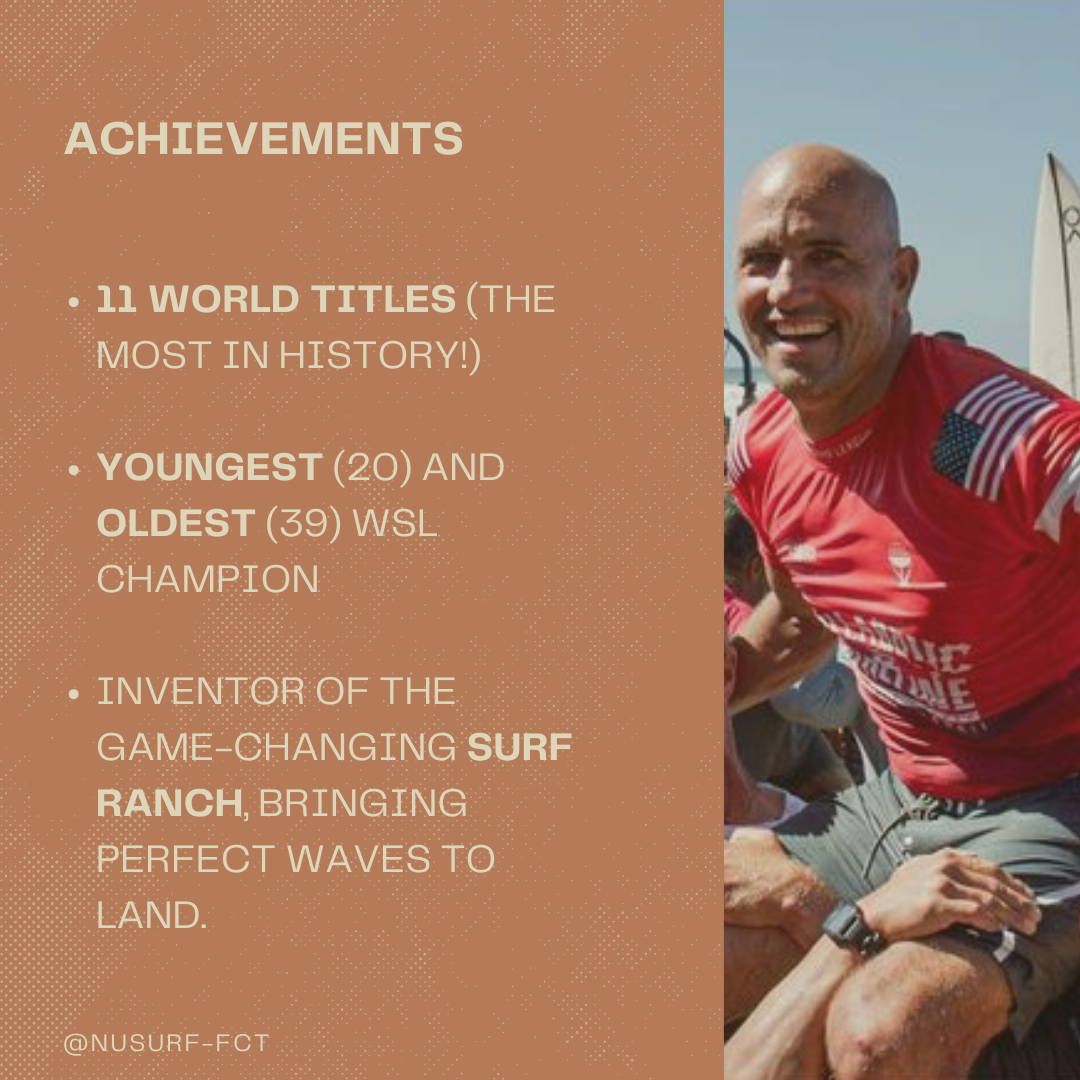 ACHIEVEMENTS
• 11 WORLD TITLES (THE
MOST IN HISTORY!)
• YOUNGEST (20) AND
OLDEST (39) WSL
CHAMPION
• INVENTOR OF THE
GAME-CHANGING SURF
RANCH, BRINGING
PERFECT WAVES TO
LAND.
@NUSURF-FCT